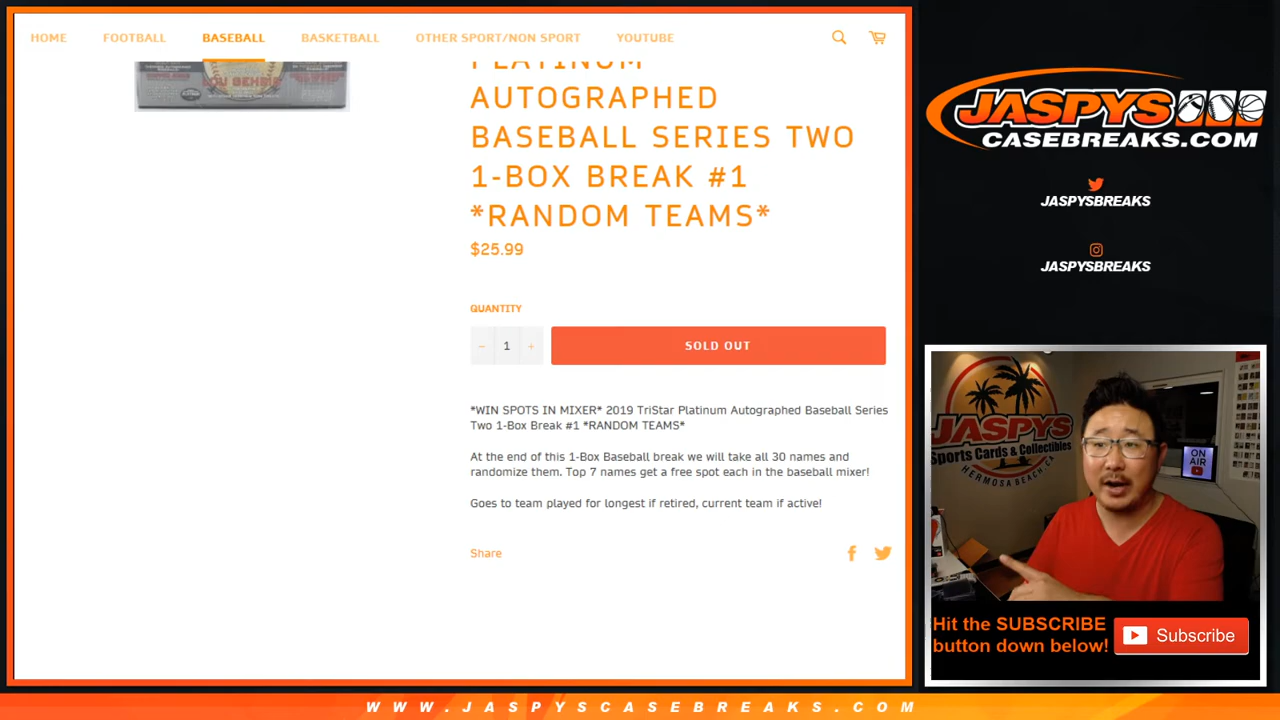 HOME FOOTBALL BASEBALL BASKETBALL OTHER SPORT/NON SPORT YOUTUBE
PLATINUM
AUTOGRAPHED
BASEBALL SERIES TWO
1-BOX BREAK #1
*RANDOM TEAMS*
$25.99
QUANTITY
− 1 +
SOLD OUT
*WIN SPOTS IN MIXER* 2019 TriStar Platinum Autographed Baseball Series
Two 1-Box Break #1 *RANDOM TEAMS*
At the end of this 1-Box Baseball break we will take all 30 names and
randomize them. Top 7 names get a free spot each in the baseball mixer!
Goes to team played for longest if retired, current team if active!
Share
JASPYS
CASEBREAKS.COM
JASPYSBREAKS
JASPYSBREAKS
JASPYS
Sports Cards & Collectibles
HERMOSA BEACH, CA
ON
AIR
Hit the SUBSCRIBE
button down below!
Subscribe
WWW.JASPYSCASEBREAKS.COM